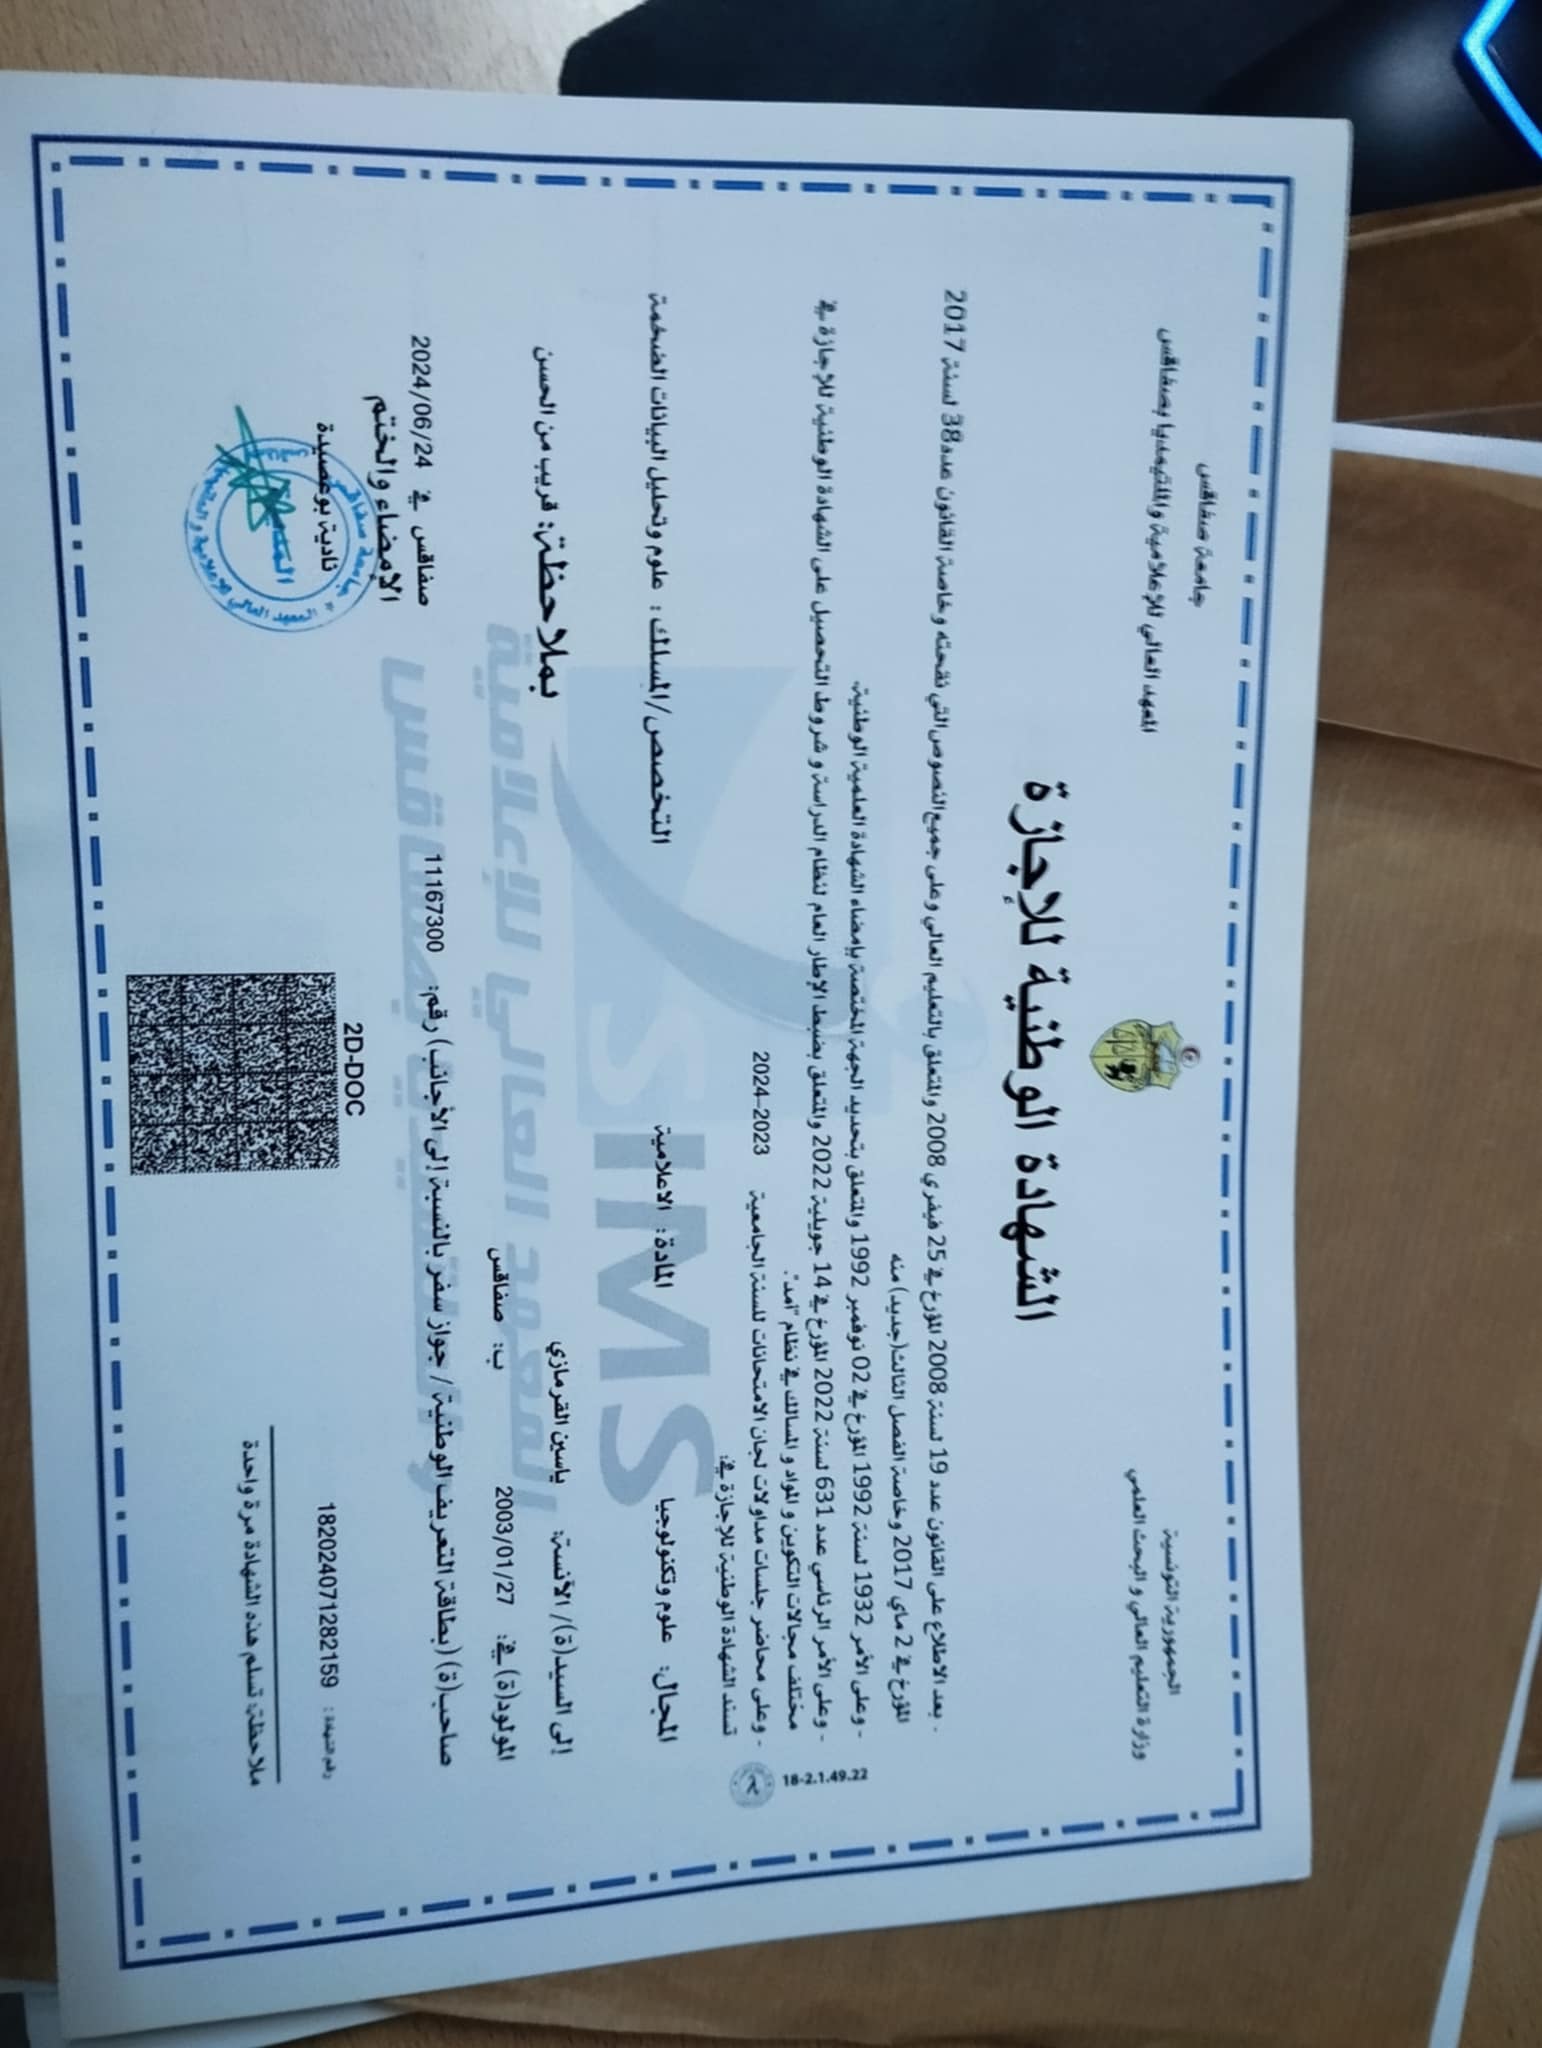 الجمهورية التونسية
وزارة التعليم العالي و البحث العلمي
جامعة صفاقس
المعهد العالي للإعلامية والملتيمديا بصفاقس
الشهادة الوطنية للإجازة
- بعد الاطلاع على القانون عدد 19 لسنة 2008 المؤرخ في 25 فيفري 2008 والمتعلق بالتعليم العالي وعلى جميع النصوص التي نقحته وخاصة القانون عدد 38 لسنة 2017
المؤرخ في 2 ماي 2017 وخاصة الفصل الثالث(جديد) منه
- وعلى الأمر 1932 لسنة 1992 المؤرخ في 02 نوفمبر 1992 والمتعلق بتحديد الجهة المختصة بإمضاء الشهادة العلمية الوطنية.
- وعلى الأمر الرئاسي عدد 631 لسنة 2022 المؤرخ في 14 جويلية 2022 والمتعلق بضبط الإطار العام لنظام الدراسة و شروط التحصيل على الشهادة الوطنية للإجازة في
مختلف مجالات التكوين و المواد و المسالك في نظام "أمد".
- وعلى محاضر جلسات مداولات لجان الامتحانات للسنة الجامعية 2023-2024
تسند الشهادة الوطنية للإجازة في:
المجال: علوم وتكنولوجيا المادة: الاعلامية التخصص/المسلك: علوم وتحليل البيانات الضخمة
إلى السيد(ة)/ الآنسة: ياسين القرمازي بملاحظة: قريب من الحسن
المولود(ة) في: 2003/01/27 ب: صفاقس
صاحب(ة) (بطاقة التعريف الوطنية / جواز سفر بالنسبة إلى الأجانب) رقم: 11167300
صفاقس في 2024/06/24
الإمضاء والختم
نادية بوعصيدة
المديرة
جامعة صفاقس
2D-DOC
رقم الشهادة: 182024071282159
ملاحظة: تسلم هذه الشهادة مرة واحدة
18-2.1.49.22
SIMS
المعهد العالي للإعلامية
و الملتيميديا بصفاقس